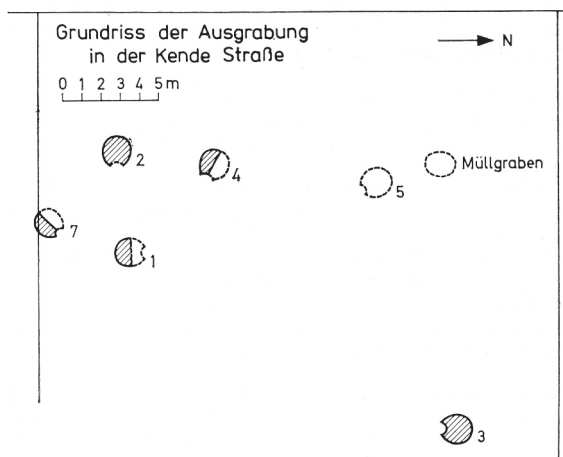 Grundriss der Ausgrabung
in der Kende Straße
N
0 1 2 3 4 5 m
2
4
5
Müllgraben
7
1
3